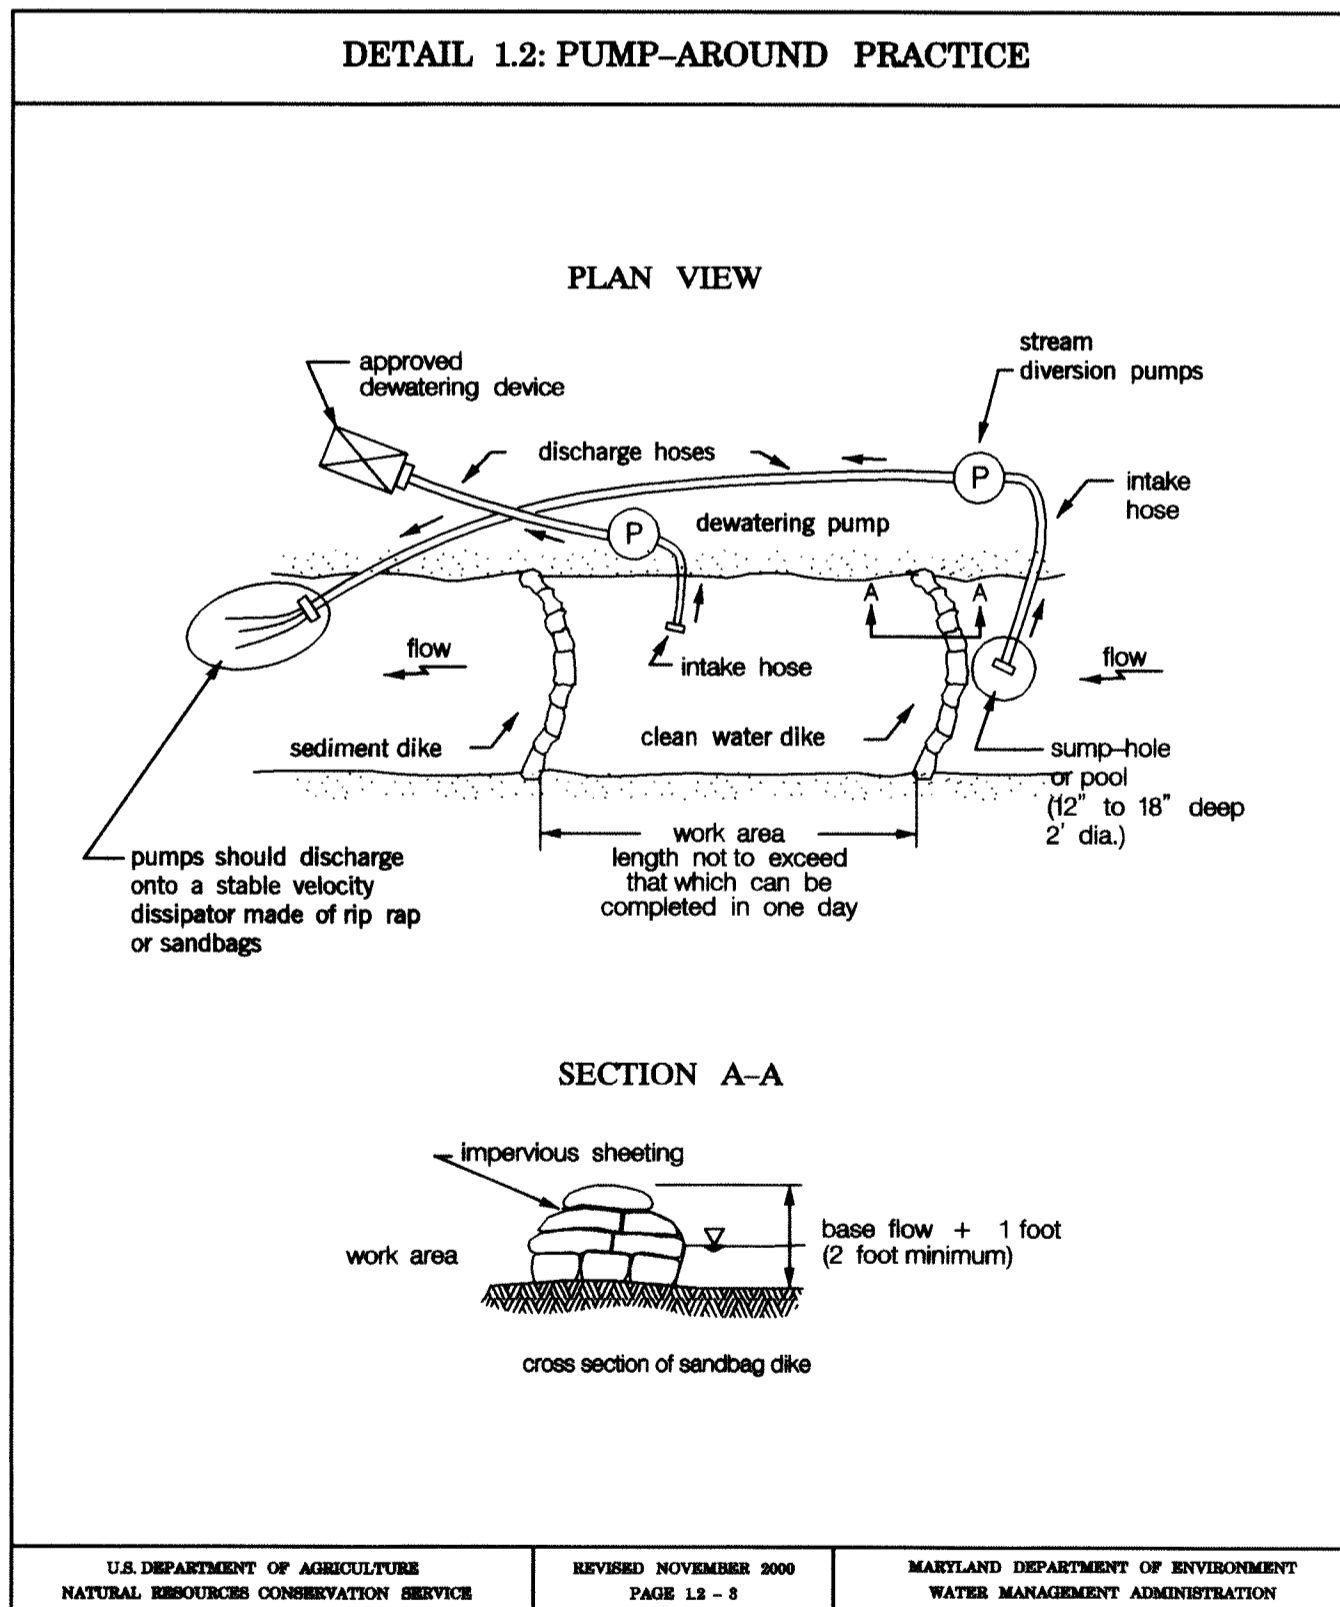 DETAIL 1.2: PUMP-AROUND PRACTICE
PLAN VIEW
approved
dewatering device
stream
diversion pumps
discharge hoses
P
intake
hose
P
dewatering pump
A
A
flow
intake hose
flow
sediment dike
clean water dike
sump-hole
or pool
(12" to 18" deep
2' dia.)
work area
length not to exceed
that which can be
completed in one day
pumps should discharge
onto a stable velocity
dissipator made of rip rap
or sandbags
SECTION A-A
impervious sheeting
work area
base flow + 1 foot
(2 foot minimum)
cross section of sandbag dike
U.S. DEPARTMENT OF AGRICULTURE
NATURAL RESOURCES CONSERVATION SERVICE
REVISED NOVEMBER 2000
PAGE 1.2 - 3
MARYLAND DEPARTMENT OF ENVIRONMENT
WATER MANAGEMENT ADMINISTRATION